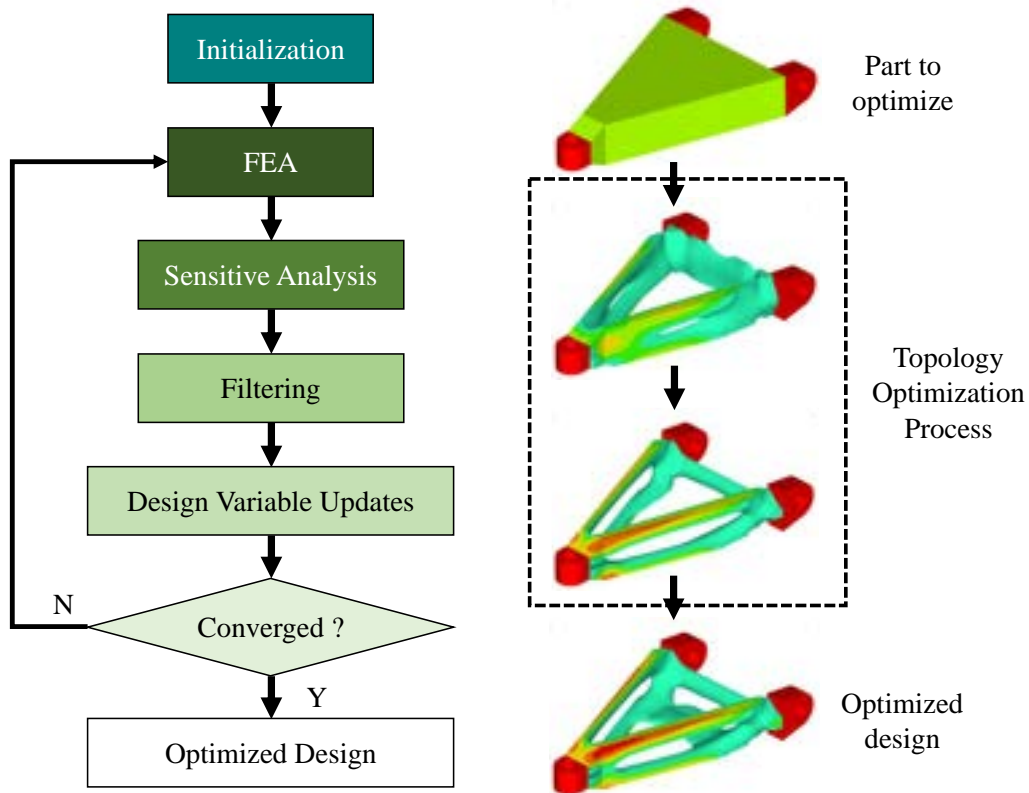 Initialization
FEA
Sensitive Analysis
Filtering
Design Variable Updates
N
Converged ?
Y
Optimized Design
Part to
optimize
Topology
Optimization
Process
Optimized
design